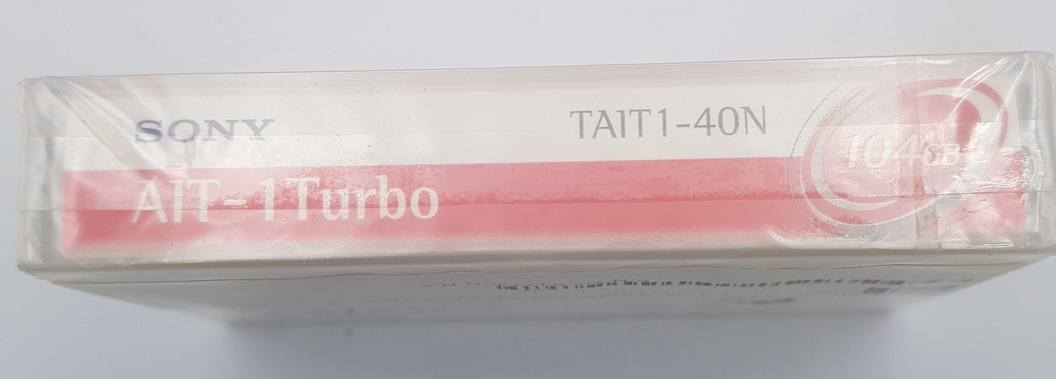 SONY
TAIT1-40N
104GB
AIT-1Turbo